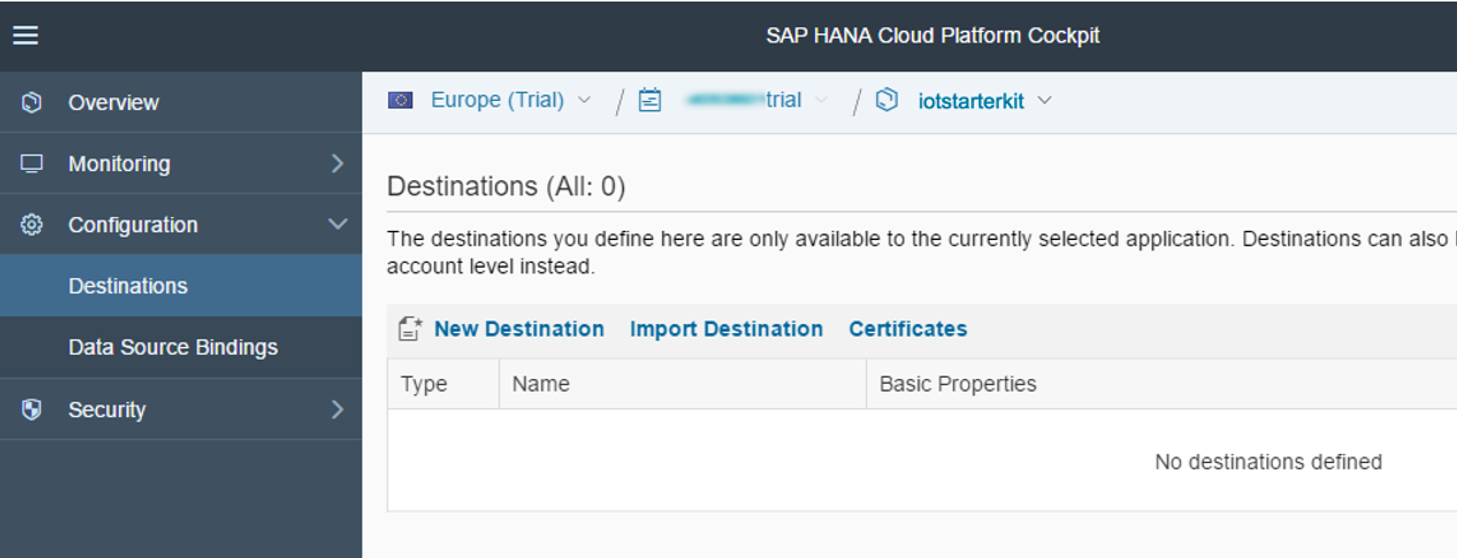 SAP HANA Cloud Platform Cockpit
Overview
Monitoring
Configuration
Destinations
Data Source Bindings
Security
Europe (Trial) / trial / iotstarterkit
Destinations (All: 0)
The destinations you define here are only available to the currently selected application. Destinations can also
account level instead.
New Destination Import Destination Certificates
Type Name Basic Properties
No destinations defined